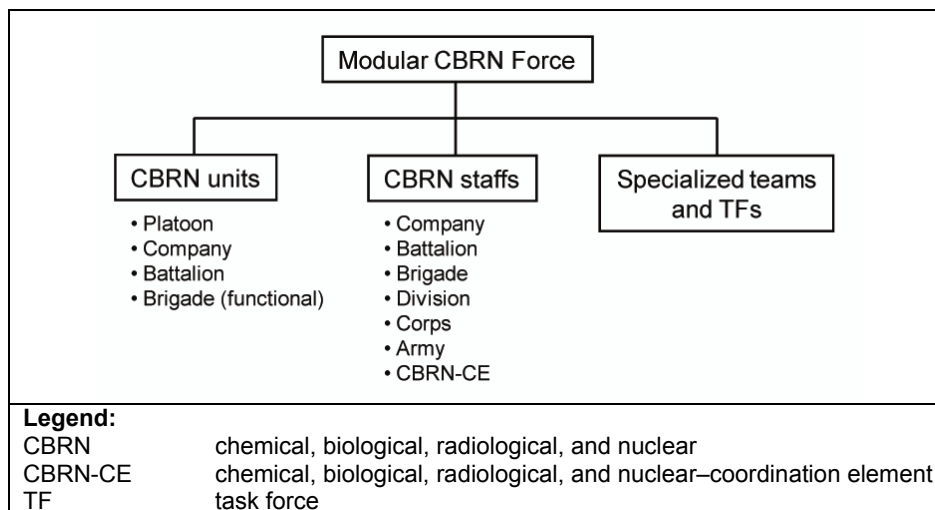 Modular CBRN Force
CBRN units
• Platoon
• Company
• Battalion
• Brigade (functional)
CBRN staffs
• Company
• Battalion
• Brigade
• Division
• Corps
• Army
• CBRN-CE
Specialized teams
and TFs
Legend:
CBRN chemical, biological, radiological, and nuclear
CBRN-CE chemical, biological, radiological, and nuclear–coordination element
TF task force